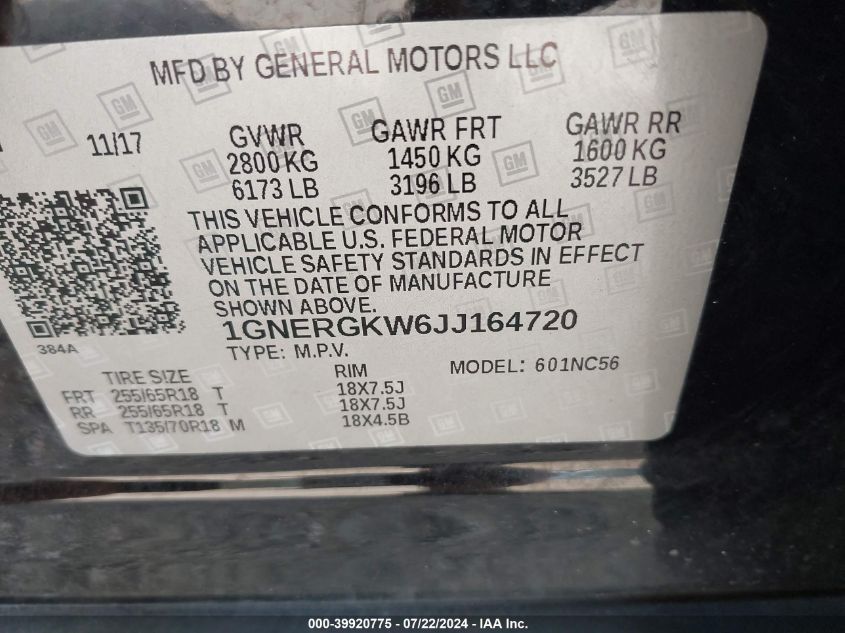 MFD BY GENERAL MOTORS LLC
11/17 GVWR GAWR FRT GAWR RR
2800 KG 1450 KG 1600 KG
6173 LB 3196 LB 3527 LB
THIS VEHICLE CONFORMS TO ALL
APPLICABLE U.S. FEDERAL MOTOR
VEHICLE SAFETY STANDARDS IN EFFECT
ON THE DATE OF MANUFACTURE
SHOWN ABOVE.
1GNERGKW6JJ164720
384A
TYPE: M.P.V. MODEL: 601NC56
TIRE SIZE RIM
FRT 255/65R18 T 18X7.5J
RR 255/65R18 T 18X7.5J
SPA T135/70R18 M 18X4.5B
000-39920775 - 07/22/2024 - IAA Inc.